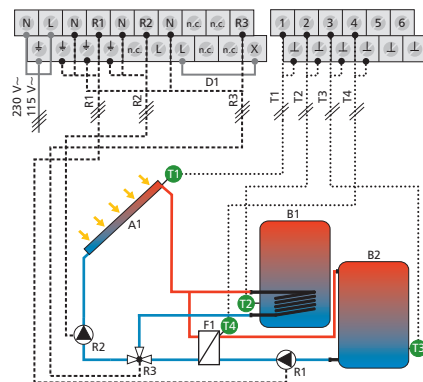 N L N R1 N R2 N n.c. n.c. R3 1 2 3 4 5 6
n.c. L L n.c. n.c. X
D1
230 V~
115 V~
R1
R2
R3
T1
T2
T3
T4
T1
A1
B1
B2
T2
F1
T4
T3
R2
R3
R1